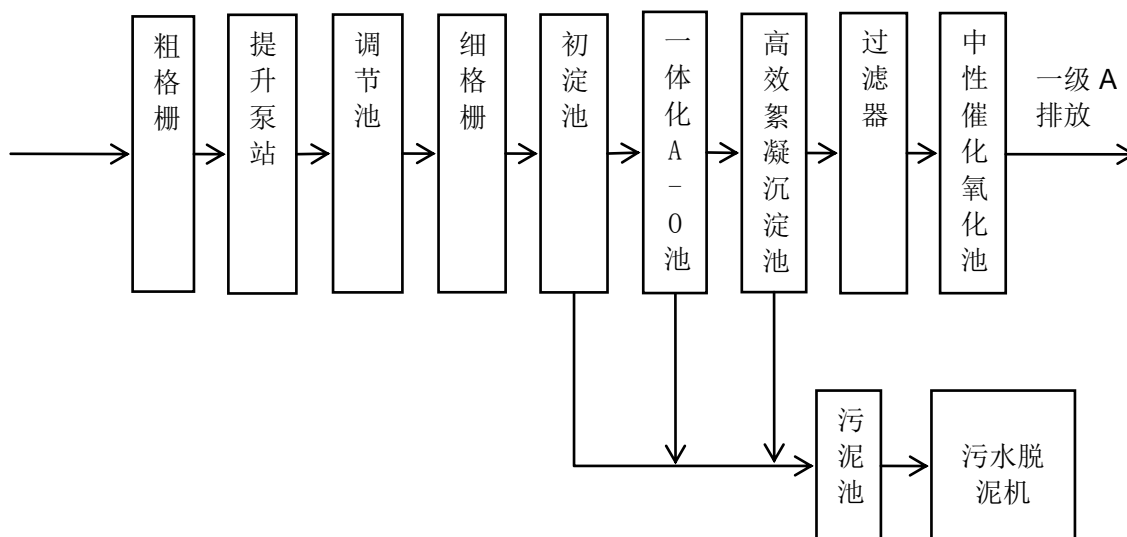 粗格栅
提升泵站
调节池
细格栅
初淀池
一体化A-O池
高效絮凝沉淀池
过滤器
中性催化氧化池
一级 A
排放
污泥池
污水脱
泥机